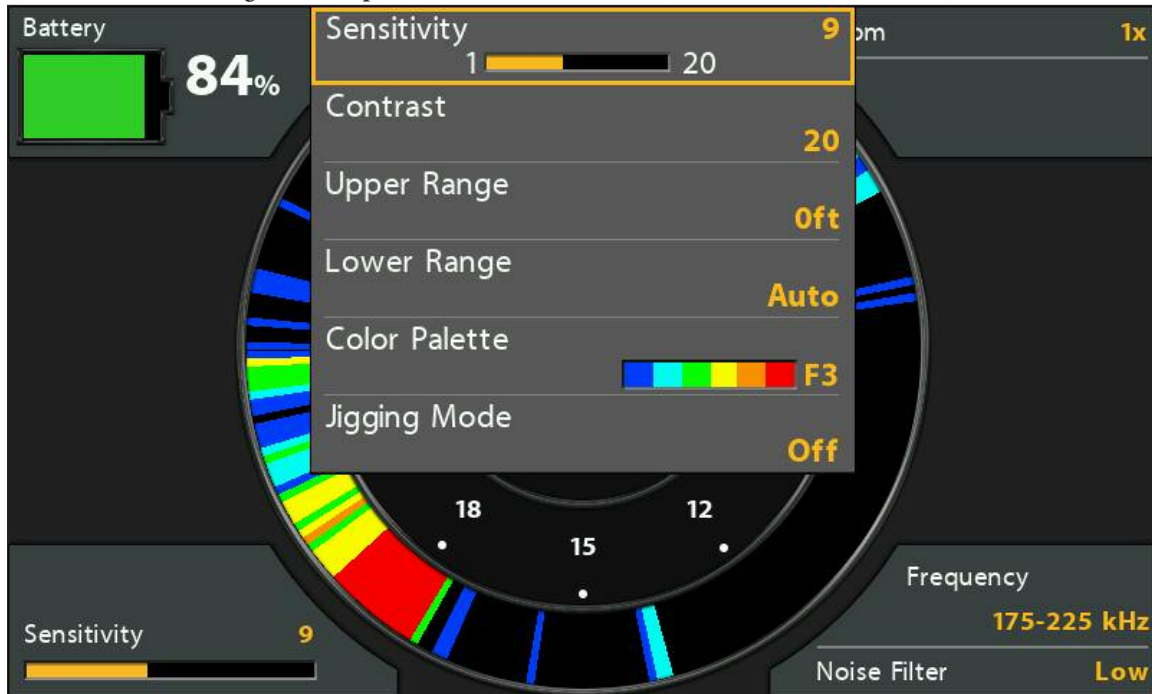 Battery
84%
Sensitivity 9
1 20
Contrast
20
Upper Range
0ft
Lower Range
Auto
Color Palette
F3
Jigging Mode
Off
1x
18
12
15
Sensitivity 9
Frequency
175-225 kHz
Noise Filter Low